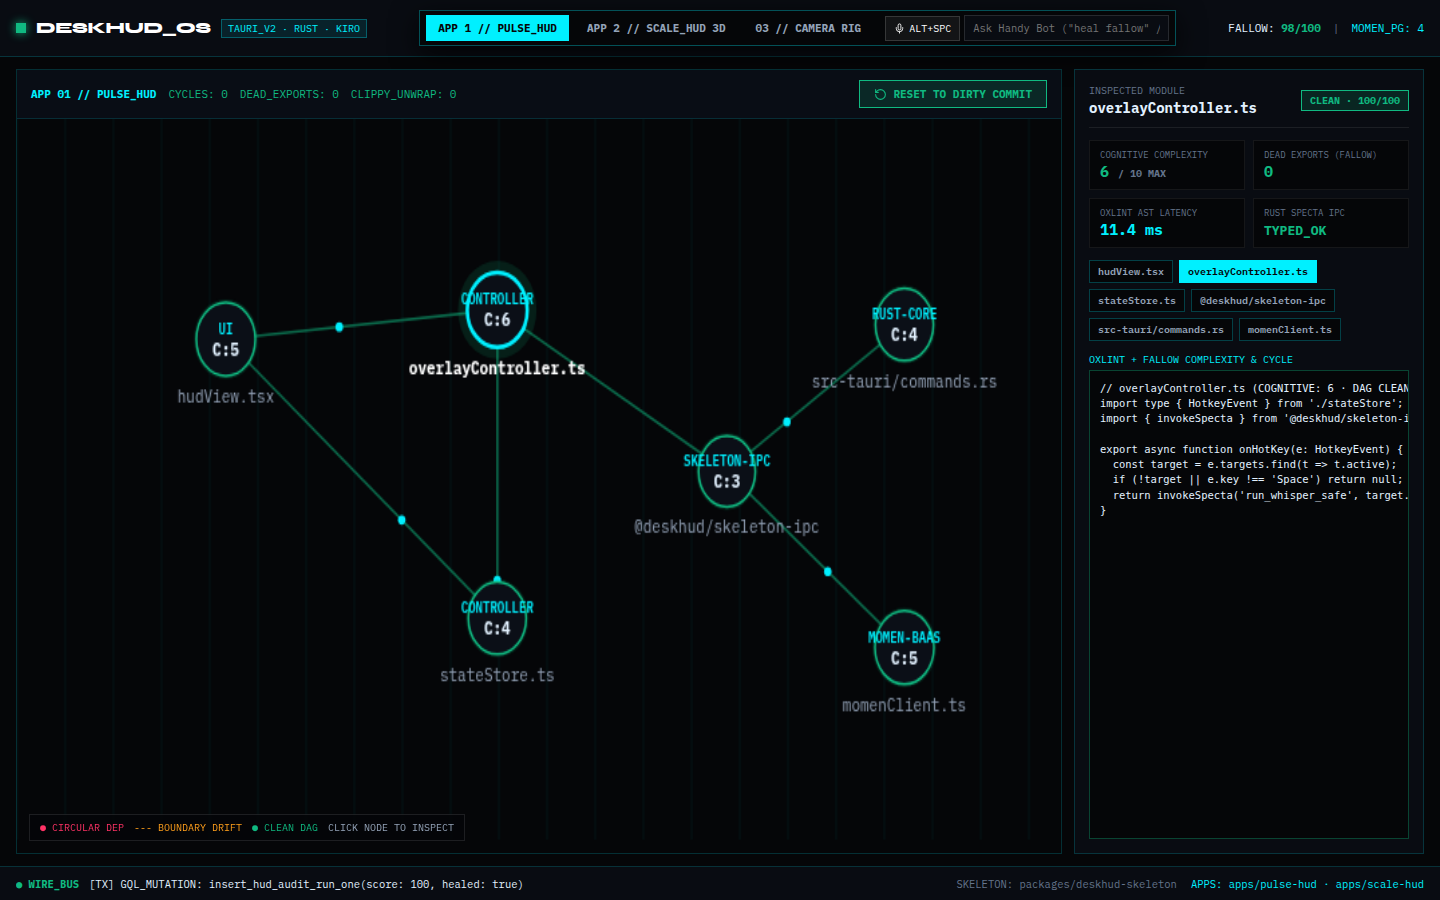 DESKHUD_OS
TAURI_V2 · RUST · KIRO
APP 1 // PULSE_HUD
APP 2 // SCALE_HUD 3D
03 // CAMERA RIG
ALT+SPC
Ask Handy Bot ("heal fallow" /
FALLOW: 98/100 | MOMEN_PG: 4
APP 01 // PULSE_HUD CYCLES: 0 DEAD_EXPORTS: 0 CLIPPY_UNWRAP: 0
RESET TO DIRTY COMMIT
UI
C:5
hudView.tsx
CONTROLLER
C:6
overlayController.ts
RUST-CORE
C:4
src-tauri/commands.rs
SKELETON-IPC
C:3
@deskhud/skeleton-ipc
CONTROLLER
C:4
stateStore.ts
MOMEN-BAAS
C:5
momenClient.ts
CIRCULAR DEP --- BOUNDARY DRIFT CLEAN DAG CLICK NODE TO INSPECT
INSPECTED MODULE
overlayController.ts
CLEAN · 100/100
COGNITIVE COMPLEXITY
6 / 10 MAX
DEAD EXPORTS (FALLOW)
0
OXLINT AST LATENCY
11.4 ms
RUST SPECTA IPC
TYPED_OK
hudView.tsx
overlayController.ts
stateStore.ts
@deskhud/skeleton-ipc
src-tauri/commands.rs
momenClient.ts
OXLINT + FALLOW COMPLEXITY & CYCLE
// overlayController.ts (COGNITIVE: 6 · DAG CLEAN
import type { HotkeyEvent } from './stateStore';
import { invokeSpecta } from '@deskhud/skeleton-i
export async function onHotKey(e: HotkeyEvent) {
const target = e.targets.find(t => t.active);
if (!target || e.key !== 'Space') return null;
return invokeSpecta('run_whisper_safe', target.
}
WIRE_BUS [TX] GQL_MUTATION: insert_hud_audit_run_one(score: 100, healed: true)
SKELETON: packages/deskhud-skeleton APPS: apps/pulse-hud · apps/scale-hud